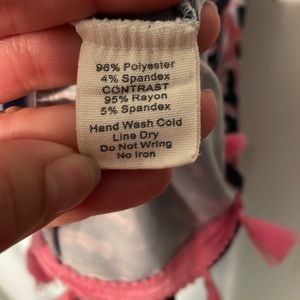 96% Polyester
4% Spandex
CONTRAST
95% Rayon
5% Spandex
Hand Wash Cold
Line Dry
Do Not Wring
No Iron